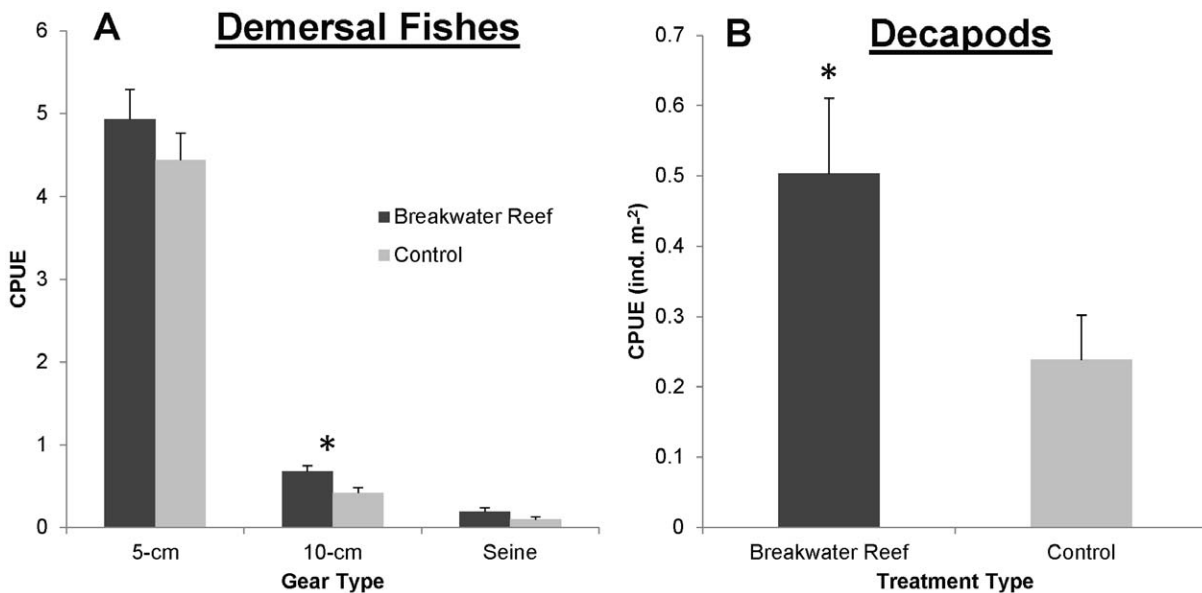 A
Demersal Fishes
6
5
4
3
2
1
0
CPUE
Breakwater Reef
Control
*
5-cm 10-cm Seine
Gear Type
B
Decapods
0.7
0.6
0.5
0.4
0.3
0.2
0.1
0
CPUE (ind. m-²)
*
Breakwater Reef Control
Treatment Type